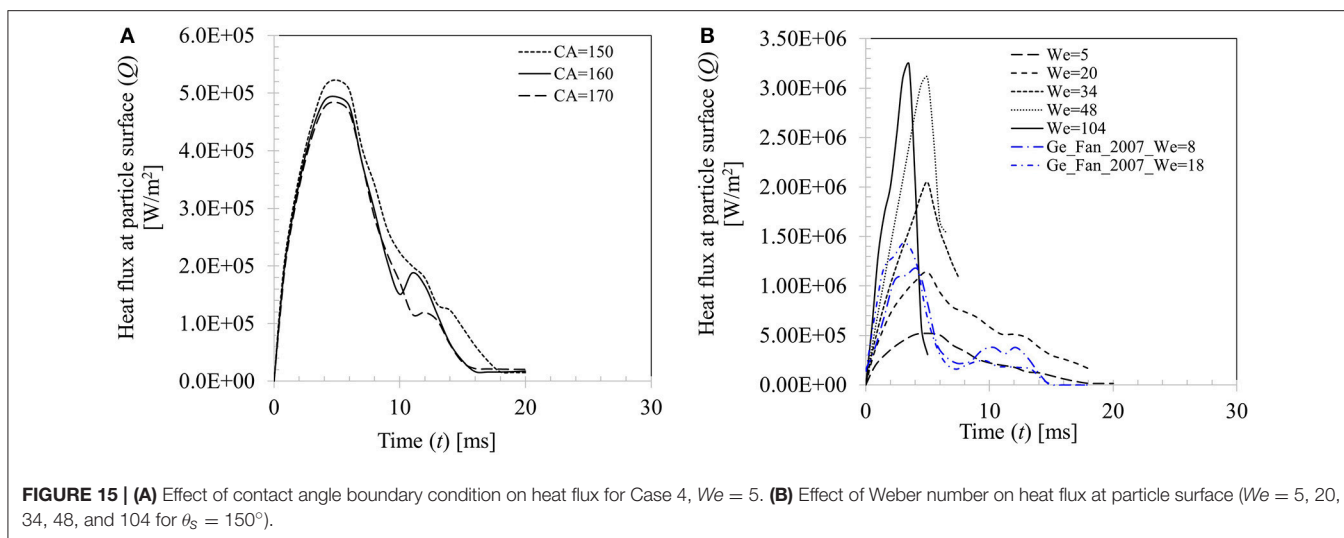 A
Heat flux at particle surface (Q)
[W/m²]
6.0E+05
5.0E+05
4.0E+05
3.0E+05
2.0E+05
1.0E+05
0.0E+00
0
10
20
30
Time (t) [ms]
CA=150
CA=160
CA=170
B
Heat flux at particle surface (Q)
[W/m²]
3.50E+06
3.00E+06
2.50E+06
2.00E+06
1.50E+06
1.00E+06
5.00E+05
0.00E+00
0
10
20
30
Time (t) [ms]
We=5
We=20
We=34
We=48
We=104
Ge_Fan_2007_We=8
Ge_Fan_2007_We=18
FIGURE 15 | (A) Effect of contact angle boundary condition on heat flux for Case 4, We = 5. (B) Effect of Weber number on heat flux at particle surface (We = 5, 20,
34, 48, and 104 for θS = 150°).